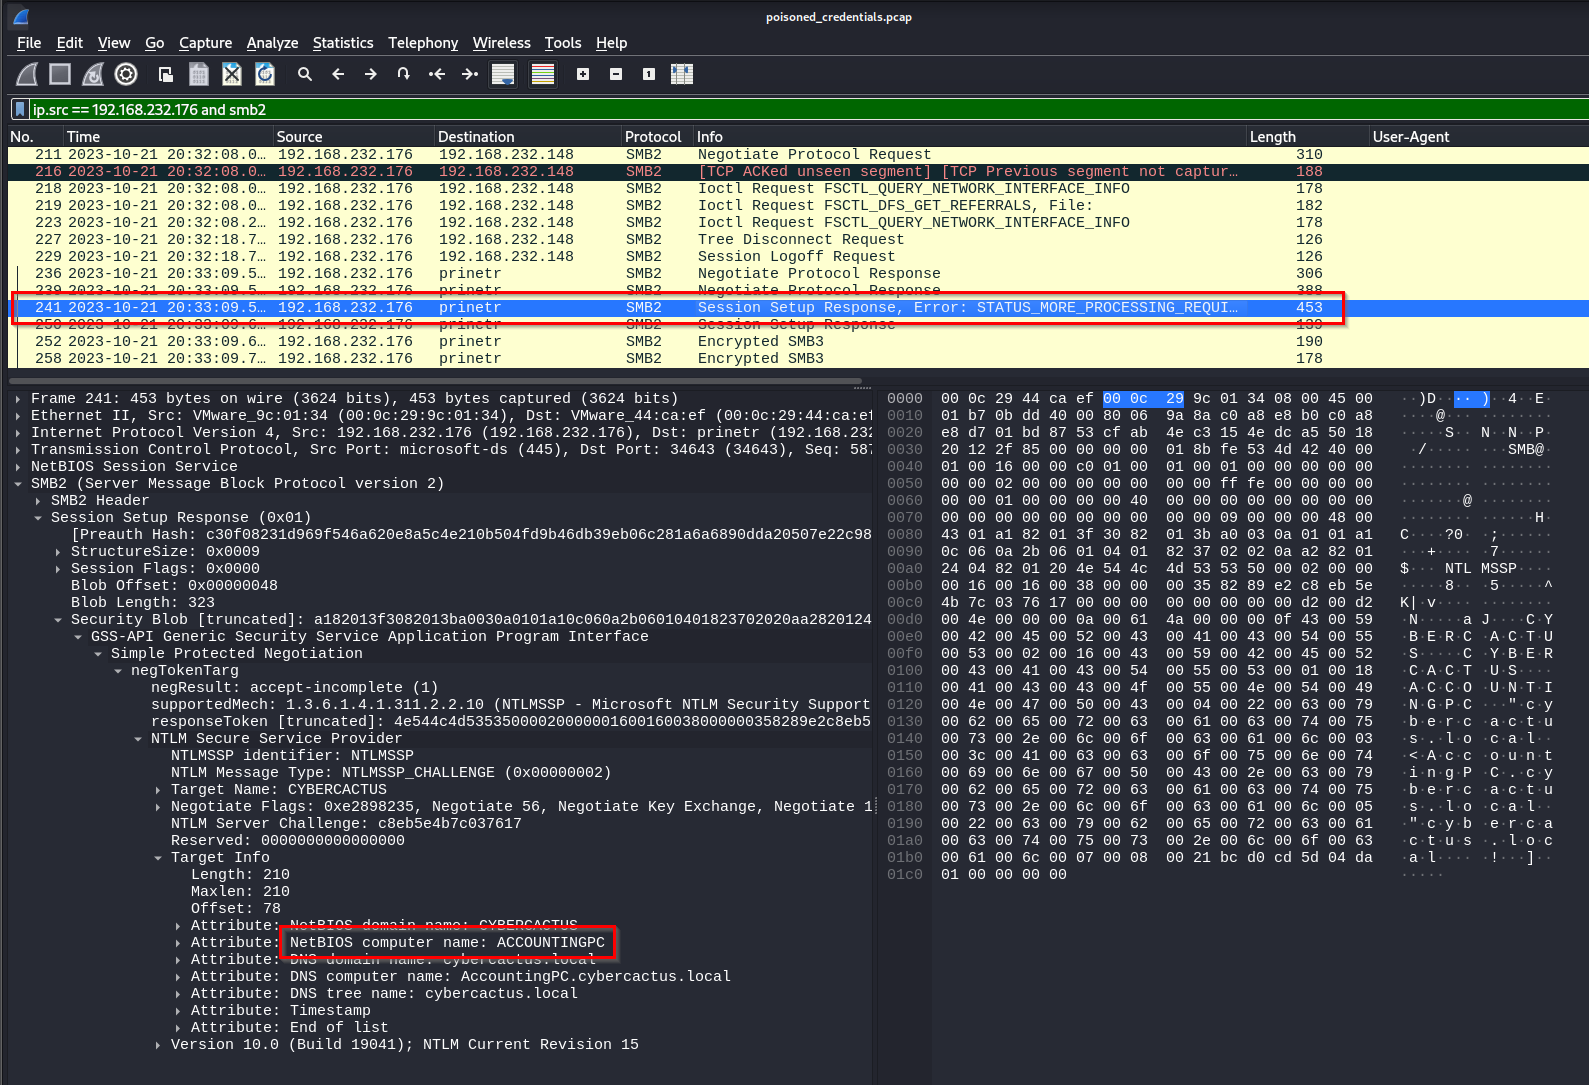 poisoned_credentials.pcap
File Edit View Go Capture Analyze Statistics Telephony Wireless Tools Help
ip.src == 192.168.232.176 and smb2
No. Time Source Destination Protocol Info Length User-Agent
211 2023-10-21 20:32:08.0… 192.168.232.176 192.168.232.148 SMB2 Negotiate Protocol Request 310
216 2023-10-21 20:32:08.0… 192.168.232.176 192.168.232.148 SMB2 [TCP ACKed unseen segment] [TCP Previous segment not captur… 188
218 2023-10-21 20:32:08.0… 192.168.232.176 192.168.232.148 SMB2 Ioctl Request FSCTL_QUERY_NETWORK_INTERFACE_INFO 178
219 2023-10-21 20:32:08.0… 192.168.232.176 192.168.232.148 SMB2 Ioctl Request FSCTL_DFS_GET_REFERRALS, File: 182
223 2023-10-21 20:32:08.2… 192.168.232.176 192.168.232.148 SMB2 Ioctl Request FSCTL_QUERY_NETWORK_INTERFACE_INFO 178
227 2023-10-21 20:32:18.7… 192.168.232.176 192.168.232.148 SMB2 Tree Disconnect Request 126
229 2023-10-21 20:32:18.7… 192.168.232.176 192.168.232.148 SMB2 Session Logoff Request 126
236 2023-10-21 20:33:09.5… 192.168.232.176 prinetr SMB2 Negotiate Protocol Response 306
239 2023-10-21 20:33:09.5… 192.168.232.176 prinetr SMB2 Negotiate Protocol Response 388
241 2023-10-21 20:33:09.5… 192.168.232.176 prinetr SMB2 Session Setup Response, Error: STATUS_MORE_PROCESSING_REQUI… 453
250 2023-10-21 20:33:09.6… 192.168.232.176 prinetr SMB2 Session Setup Response 139
252 2023-10-21 20:33:09.6… 192.168.232.176 prinetr SMB2 Encrypted SMB3 190
258 2023-10-21 20:33:09.7… 192.168.232.176 prinetr SMB2 Encrypted SMB3 178
Frame 241: 453 bytes on wire (3624 bits), 453 bytes captured (3624 bits)
Ethernet II, Src: VMware_9c:01:34 (00:0c:29:9c:01:34), Dst: VMware_44:ca:ef (00:0c:29:44:ca:ef
Internet Protocol Version 4, Src: 192.168.232.176 (192.168.232.176), Dst: prinetr (192.168.232
Transmission Control Protocol, Src Port: microsoft-ds (445), Dst Port: 34643 (34643), Seq: 587
NetBIOS Session Service
SMB2 (Server Message Block Protocol version 2)
SMB2 Header
Session Setup Response (0x01)
[Preauth Hash: c30f08231d969f546a620e8a5c4e210b504fd9b46db39eb06c281a6a6890dda20507e22c98
StructureSize: 0x0009
Session Flags: 0x0000
Blob Offset: 0x00000048
Blob Length: 323
Security Blob [truncated]: a182013f3082013ba0030a0101a10c060a2b06010401823702020aa2820124
GSS-API Generic Security Service Application Program Interface
Simple Protected Negotiation
negTokenTarg
negResult: accept-incomplete (1)
supportedMech: 1.3.6.1.4.1.311.2.2.10 (NTLMSSP - Microsoft NTLM Security Support
responseToken [truncated]: 4e544c4d53535000020000001600160038000000358289e2c8eb5
NTLM Secure Service Provider
NTLMSSP identifier: NTLMSSP
NTLM Message Type: NTLMSSP_CHALLENGE (0x00000002)
Target Name: CYBERCACTUS
Negotiate Flags: 0xe2898235, Negotiate 56, Negotiate Key Exchange, Negotiate 1
NTLM Server Challenge: c8eb5e4b7c037617
Reserved: 0000000000000000
Target Info
Length: 210
Maxlen: 210
Offset: 78
Attribute: NetBIOS domain name: CYBERCACTUS
Attribute: NetBIOS computer name: ACCOUNTINGPC
Attribute: DNS domain name: cybercactus.local
Attribute: DNS computer name: AccountingPC.cybercactus.local
Attribute: DNS tree name: cybercactus.local
Attribute: Timestamp
Attribute: End of list
Version 10.0 (Build 19041); NTLM Current Revision 15
0000 00 0c 29 44 ca ef 00 0c 29 9c 01 34 08 00 45 00 ··)D·· ··)··4··E·
0010 01 b7 0b dd 40 00 80 06 9a 8a c0 a8 e8 b0 c0 a8 ····@··· ········
0020 e8 d7 01 bd 87 53 cf ab 4e c3 15 4e dc a5 50 18 ·····S·· N··N··P·
0030 20 12 2f 85 00 00 00 00 01 8b fe 53 4d 42 40 00 ·/····· ···SMB@·
0040 01 00 16 00 00 c0 01 00 01 00 01 00 00 00 00 00 ········ ········
0050 00 00 02 00 00 00 00 00 00 00 ff fe 00 00 00 00 ········ ········
0060 00 00 01 00 00 00 00 40 00 00 00 00 00 00 00 00 ·······@ ········
0070 00 00 00 00 00 00 00 00 00 09 00 00 00 48 00 ········ ·····H·
0080 43 01 a1 82 01 3f 30 82 01 3b a0 03 0a 01 01 a1 C····?0· ·;······
0090 0c 06 0a 2b 06 01 04 01 82 37 02 02 0a a2 82 01 ···+···· ·7······
00a0 24 04 82 01 20 4e 54 4c 4d 53 53 50 00 02 00 00 $··· NTL MSSP····
00b0 00 16 00 16 00 38 00 00 00 35 82 89 e2 c8 eb 5e ·····8·· ·5·····^
00c0 4b 7c 03 76 17 00 00 00 00 00 00 00 00 d2 00 d2 K|·v···· ········
00d0 00 4e 00 00 00 0a 00 61 4a 00 00 00 0f 43 00 59 ·N·····a J····C·Y
00e0 00 42 00 45 00 52 00 43 00 41 00 43 00 54 00 55 ·B·E·R·C ·A·C·T·U
00f0 00 53 00 02 00 16 00 43 00 59 00 42 00 45 00 52 ·S·····C ·Y·B·E·R
0100 00 43 00 41 00 43 00 54 00 55 00 53 00 01 00 18 ·C·A·C·T ·U·S····
0110 00 41 00 43 00 43 00 4f 00 55 00 4e 00 54 00 49 ·A·C·C·O ·U·N·T·I
0120 00 4e 00 47 00 50 00 43 00 04 00 22 00 63 00 79 ·N·G·P·C ···"·c·y
0130 00 62 00 65 00 72 00 63 00 61 00 63 00 74 00 75 ·b·e·r·c ·a·c·t·u
0140 00 73 00 2e 00 6c 00 6f 00 63 00 61 00 6c 00 03 ·s·.·l·o ·c·a·l··
0150 00 3c 00 41 00 63 00 63 00 6f 00 75 00 6e 00 74 ·<·A·c·c ·o·u·n·t
0160 00 69 00 6e 00 67 00 50 00 43 00 2e 00 63 00 79 ·i·n·g·P ·C·.·c·y
0170 00 62 00 65 00 72 00 63 00 61 00 63 00 74 00 75 ·b·e·r·c ·a·c·t·u
0180 00 73 00 2e 00 6c 00 6f 00 63 00 61 00 6c 00 05 ·s·.·l·o ·c·a·l··
0190 00 22 00 63 00 79 00 62 00 65 00 72 00 63 00 61 ·"·c·y·b ·e·r·c·a
01a0 00 63 00 74 00 75 00 73 00 2e 00 6c 00 6f 00 63 ·c·t·u·s ·.·l·o·c
01b0 00 61 00 6c 00 07 00 08 00 21 bc d0 cd 5d 04 da ·a·l···· ·!···]··
01c0 01 00 00 00 00 ·····